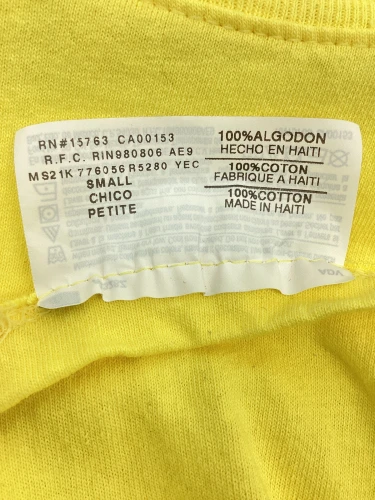 RN#15763 CA00153
R.F.C. RIN980806 AE9
MS21K 776056 R5280 YEC
SMALL
CHICO
PETITE
100%ALGODON
HECHO EN HAITI
100%COTON
FABRIQUE A HAITI
100%COTTON
MADE IN HAITI